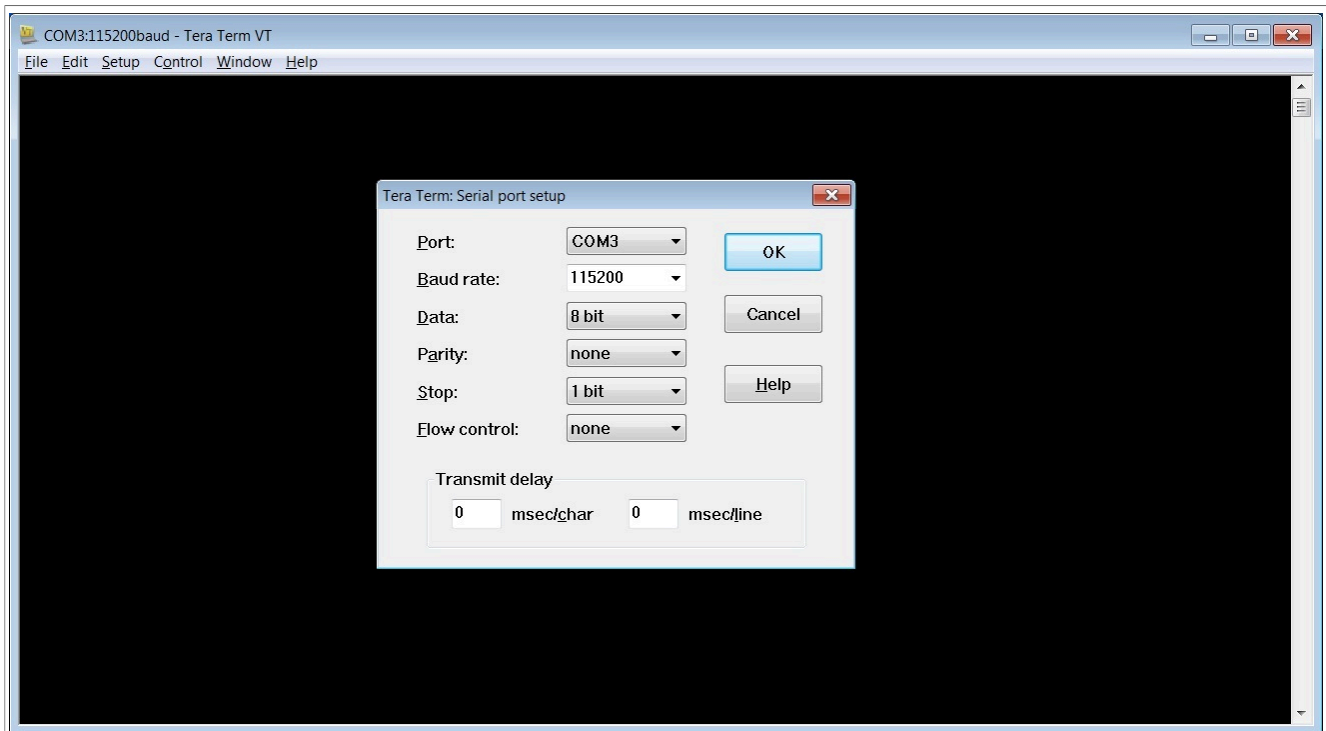 COM3:115200baud - Tera Term VT
File Edit Setup Control Window Help
Tera Term: Serial port setup
Port: COM3 OK
Baud rate: 115200
Data: 8 bit Cancel
Parity: none
Stop: 1 bit Help
Flow control: none
Transmit delay
0 msec/char 0 msec/line